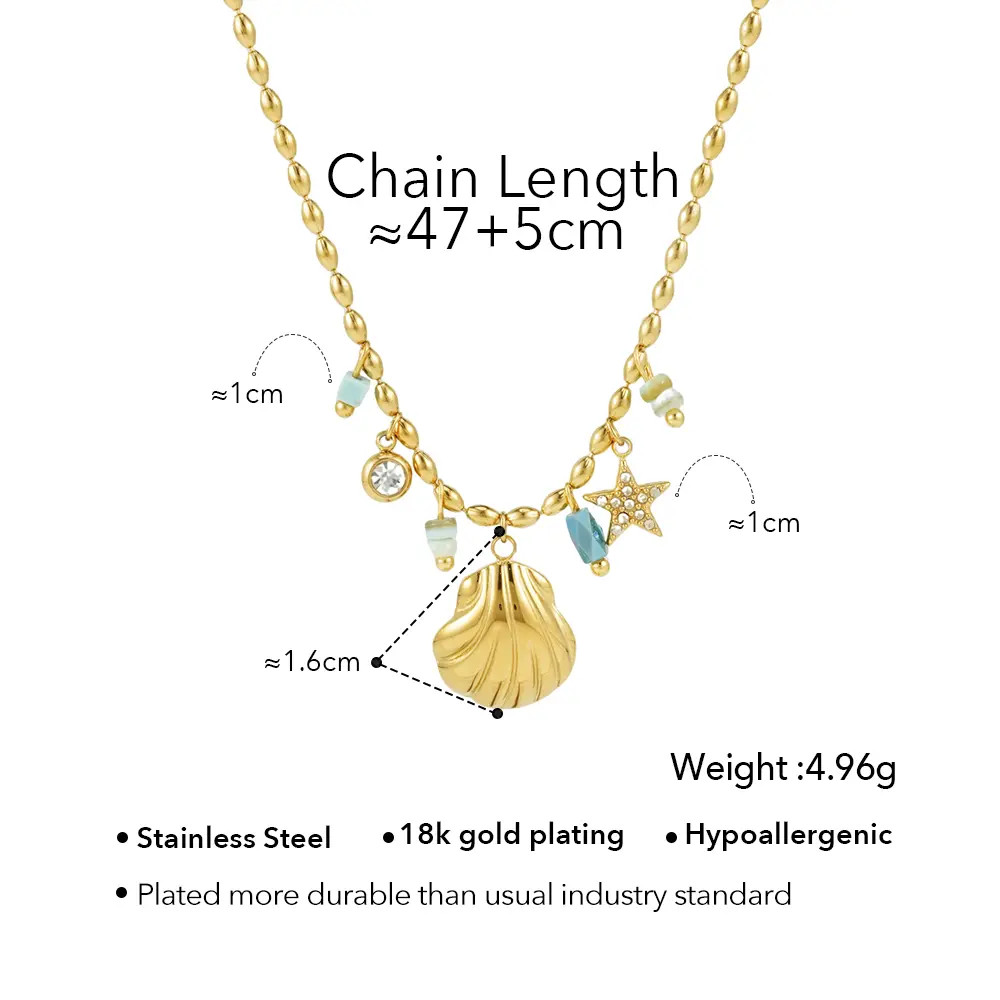 Chain Length
≈47+5cm
≈1cm
≈1cm
≈1.6cm
Weight :4.96g
• Stainless Steel • 18k gold plating • Hypoallergenic
• Plated more durable than usual industry standard